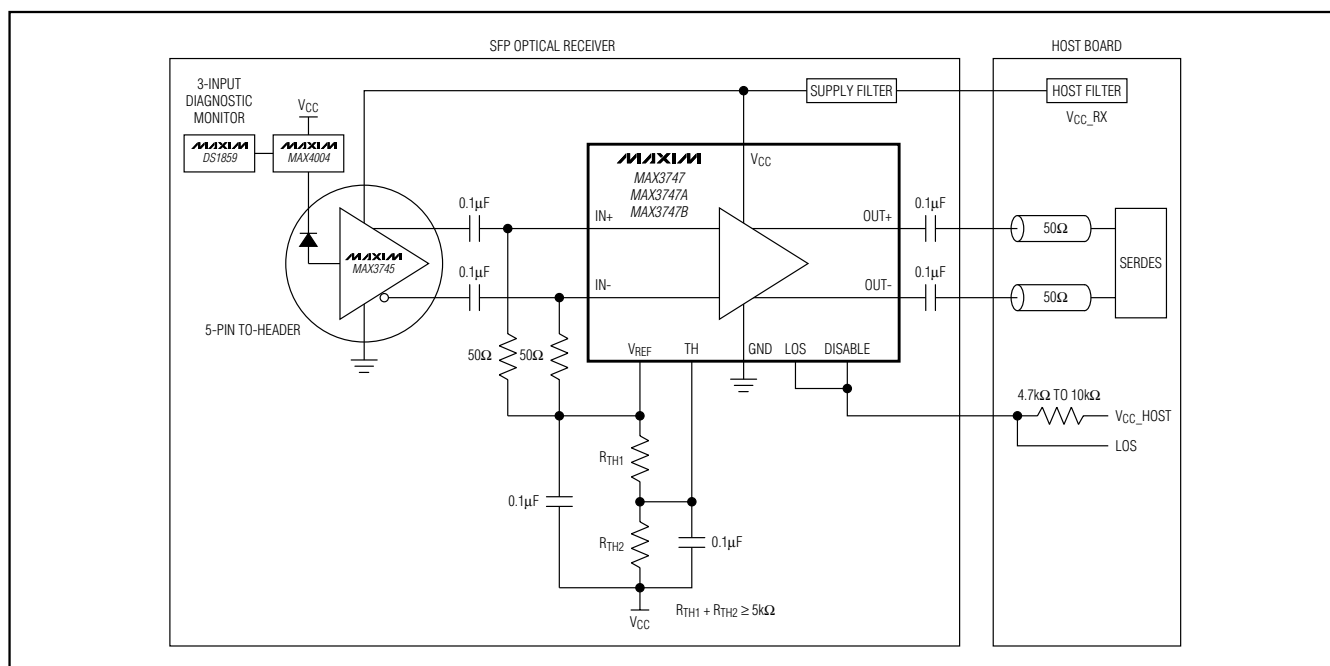 SFP OPTICAL RECEIVER
HOST BOARD
3-INPUT
DIAGNOSTIC
MONITOR
VCC
SUPPLY FILTER
HOST FILTER
VCC_RX
MAXIM
DS1859
MAXIM
MAX4004
MAXIM
MAX3747
MAX3747A
MAX3747B
VCC
0.1µF
IN+
OUT+
0.1µF
50Ω
MAXIM
MAX3745
SERDES
0.1µF
IN-
OUT-
0.1µF
50Ω
5-PIN TO-HEADER
50Ω
50Ω
VREF
TH
GND
LOS
DISABLE
4.7kΩ TO 10kΩ
VCC_HOST
LOS
RTH1
0.1µF
RTH2
0.1µF
VCC
RTH1 + RTH2 ≥ 5kΩ